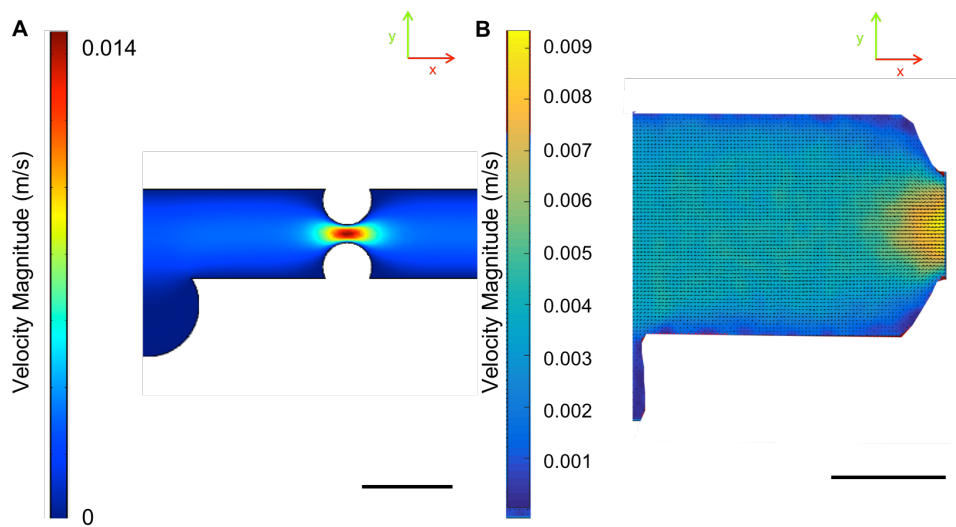 A
0.014
Velocity Magnitude (m/s)
0
y
x
B
0.009
0.008
0.007
0.006
0.005
0.004
0.003
0.002
0.001
Velocity Magnitude (m/s)
y
x